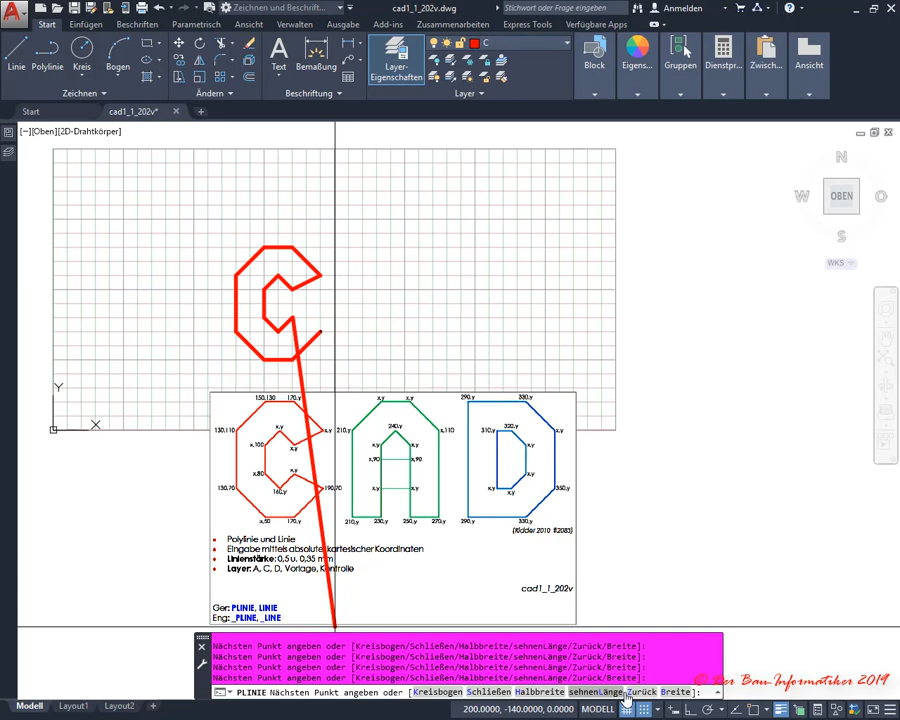 Zeichnen und Beschriften
cad1_1_202v.dwg
Stichwort oder Frage eingeben
Anmelden
Start Einfügen Beschriften Parametrisch Ansicht Verwalten Ausgabe Add-ins Zusammenarbeiten Express Tools Verfügbare Apps
Linie Polylinie Kreis Bogen
Text Bemaßung
Layer-
Eigenschaften
C
Block Eigens... Gruppen Dienstpr... Zwisch... Ansicht
Zeichnen Ändern Beschriftung Layer
Start cad1_1_202v*
[−][Oben][2D-Drahtkörper]
N
W OBEN O
S
WKS
Y
X
150,130 170,y x,y x,y 290,y 330,y
130,110 x,y x,y 210,y 240,y x,110 310,y 320,y x,y
x,100 x,y x,y x,y x,y
x,90 x,90
x,80 x,y
130,70 160,y 190,70 x,y x,y x,y x,y 350,y
x,50 170,y 210,y 230,y 250,y 270,y 290,y 330,y
(Ridder 2010 #2083)
Polylinie und Linie
Eingabe mittels absoluter kartesischer Koordinaten
Linienstärke: 0,5 u. 0,35 mm
Layer: A, C, D, Vorlage, Kontrolle
cad1_1_202v
Ger: PLINIE, LINIE
Eng: _PLINE, _LINE
Nächsten Punkt angeben oder [Kreisbogen/Schließen/Halbbreite/sehnenLänge/Zurück/Breite]:
Nächsten Punkt angeben oder [Kreisbogen/Schließen/Halbbreite/sehnenLänge/Zurück/Breite]:
Nächsten Punkt angeben oder [Kreisbogen/Schließen/Halbbreite/sehnenLänge/Zurück/Breite]:
Nächsten Punkt angeben oder [Kreisbogen/Schließen/Halbbreite/sehnenLänge/Zurück/Breite]:
PLINIE Nächsten Punkt angeben oder [Kreisbogen Schließen Halbbreite sehnenLänge Zurück Breite]:
© Der Bau-Informatiker 2019
Modell Layout1 Layout2 +
200.0000, -140.0000, 0.0000 MODELL